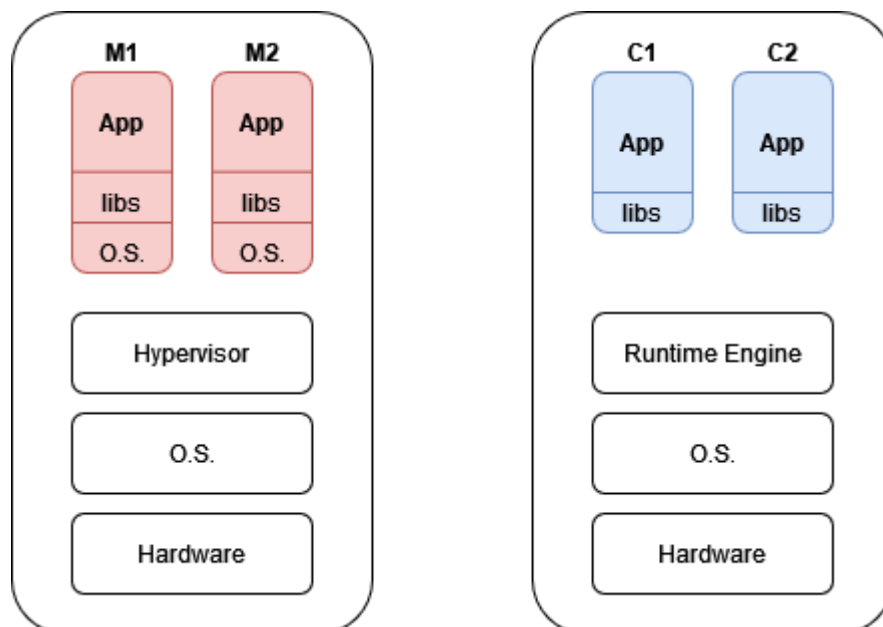 M1
M2
App
App
libs
libs
O.S.
O.S.
Hypervisor
O.S.
Hardware
C1
C2
App
App
libs
libs
Runtime Engine
O.S.
Hardware